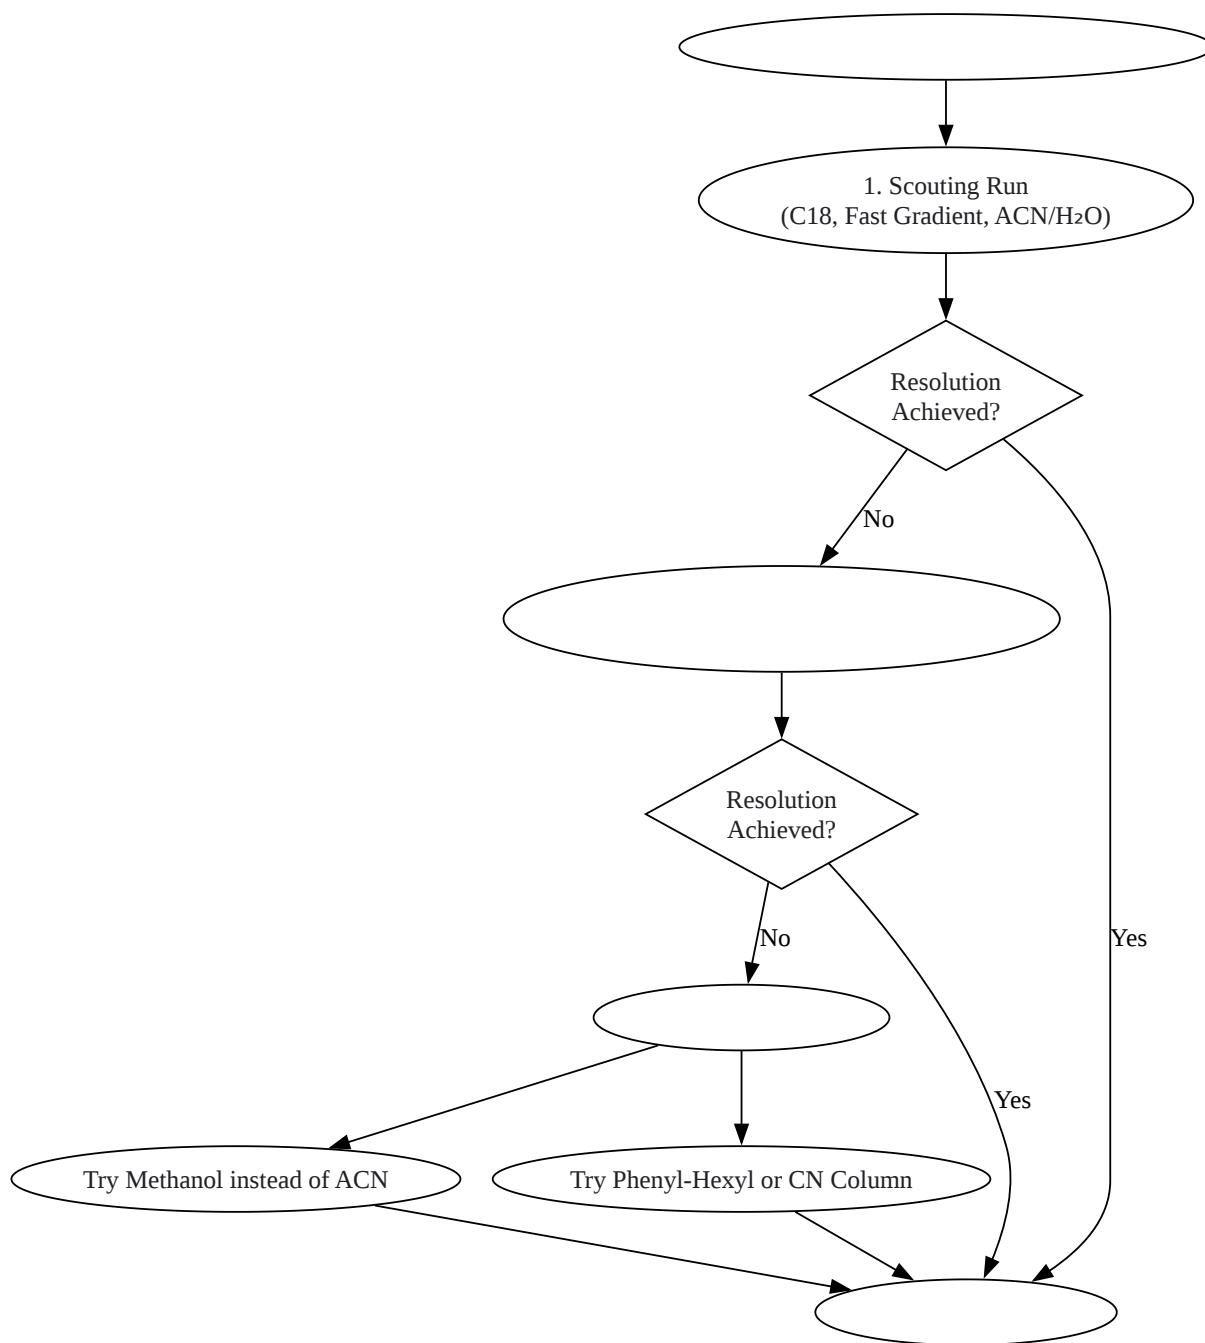 1. Scouting Run
(C18, Fast Gradient, ACN/H₂O)
Resolution
Achieved?
No
Resolution
Achieved?
No
Yes
Yes
Try Methanol instead of ACN
Try Phenyl-Hexyl or CN Column